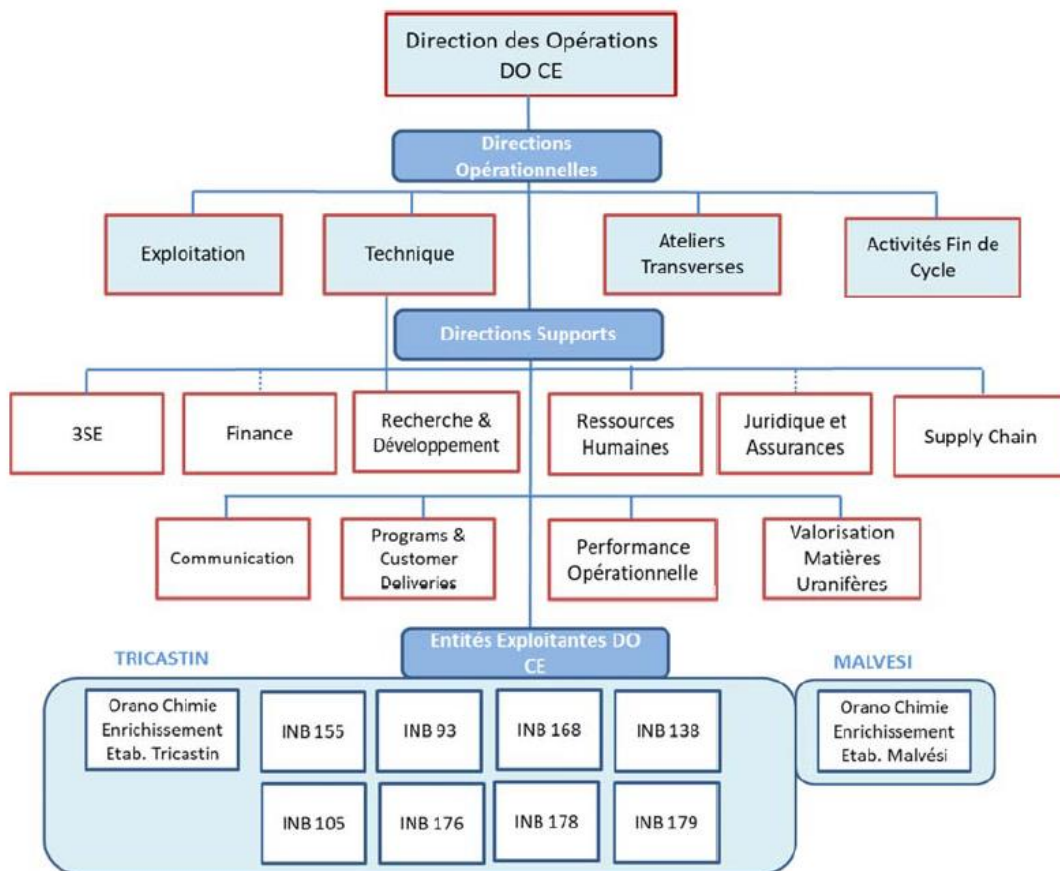 Direction des Opérations
DO CE
Directions
Opérationnelles
Exploitation
Technique
Ateliers
Transverses
Activités Fin de
Cycle
Directions Supports
3SE
Finance
Recherche &
Développement
Ressources
Humaines
Juridique et
Assurances
Supply Chain
Communication
Programs &
Customer
Deliveries
Performance
Opérationnelle
Valorisation
Matières
Uranifères
Entités Exploitantes DO
CE
TRICASTIN
MALVESI
Orano Chimie
Enrichissement
Etab. Tricastin
INB 155
INB 93
INB 168
INB 138
Orano Chimie
Enrichissement
Etab. Malvési
INB 105
INB 176
INB 178
INB 179